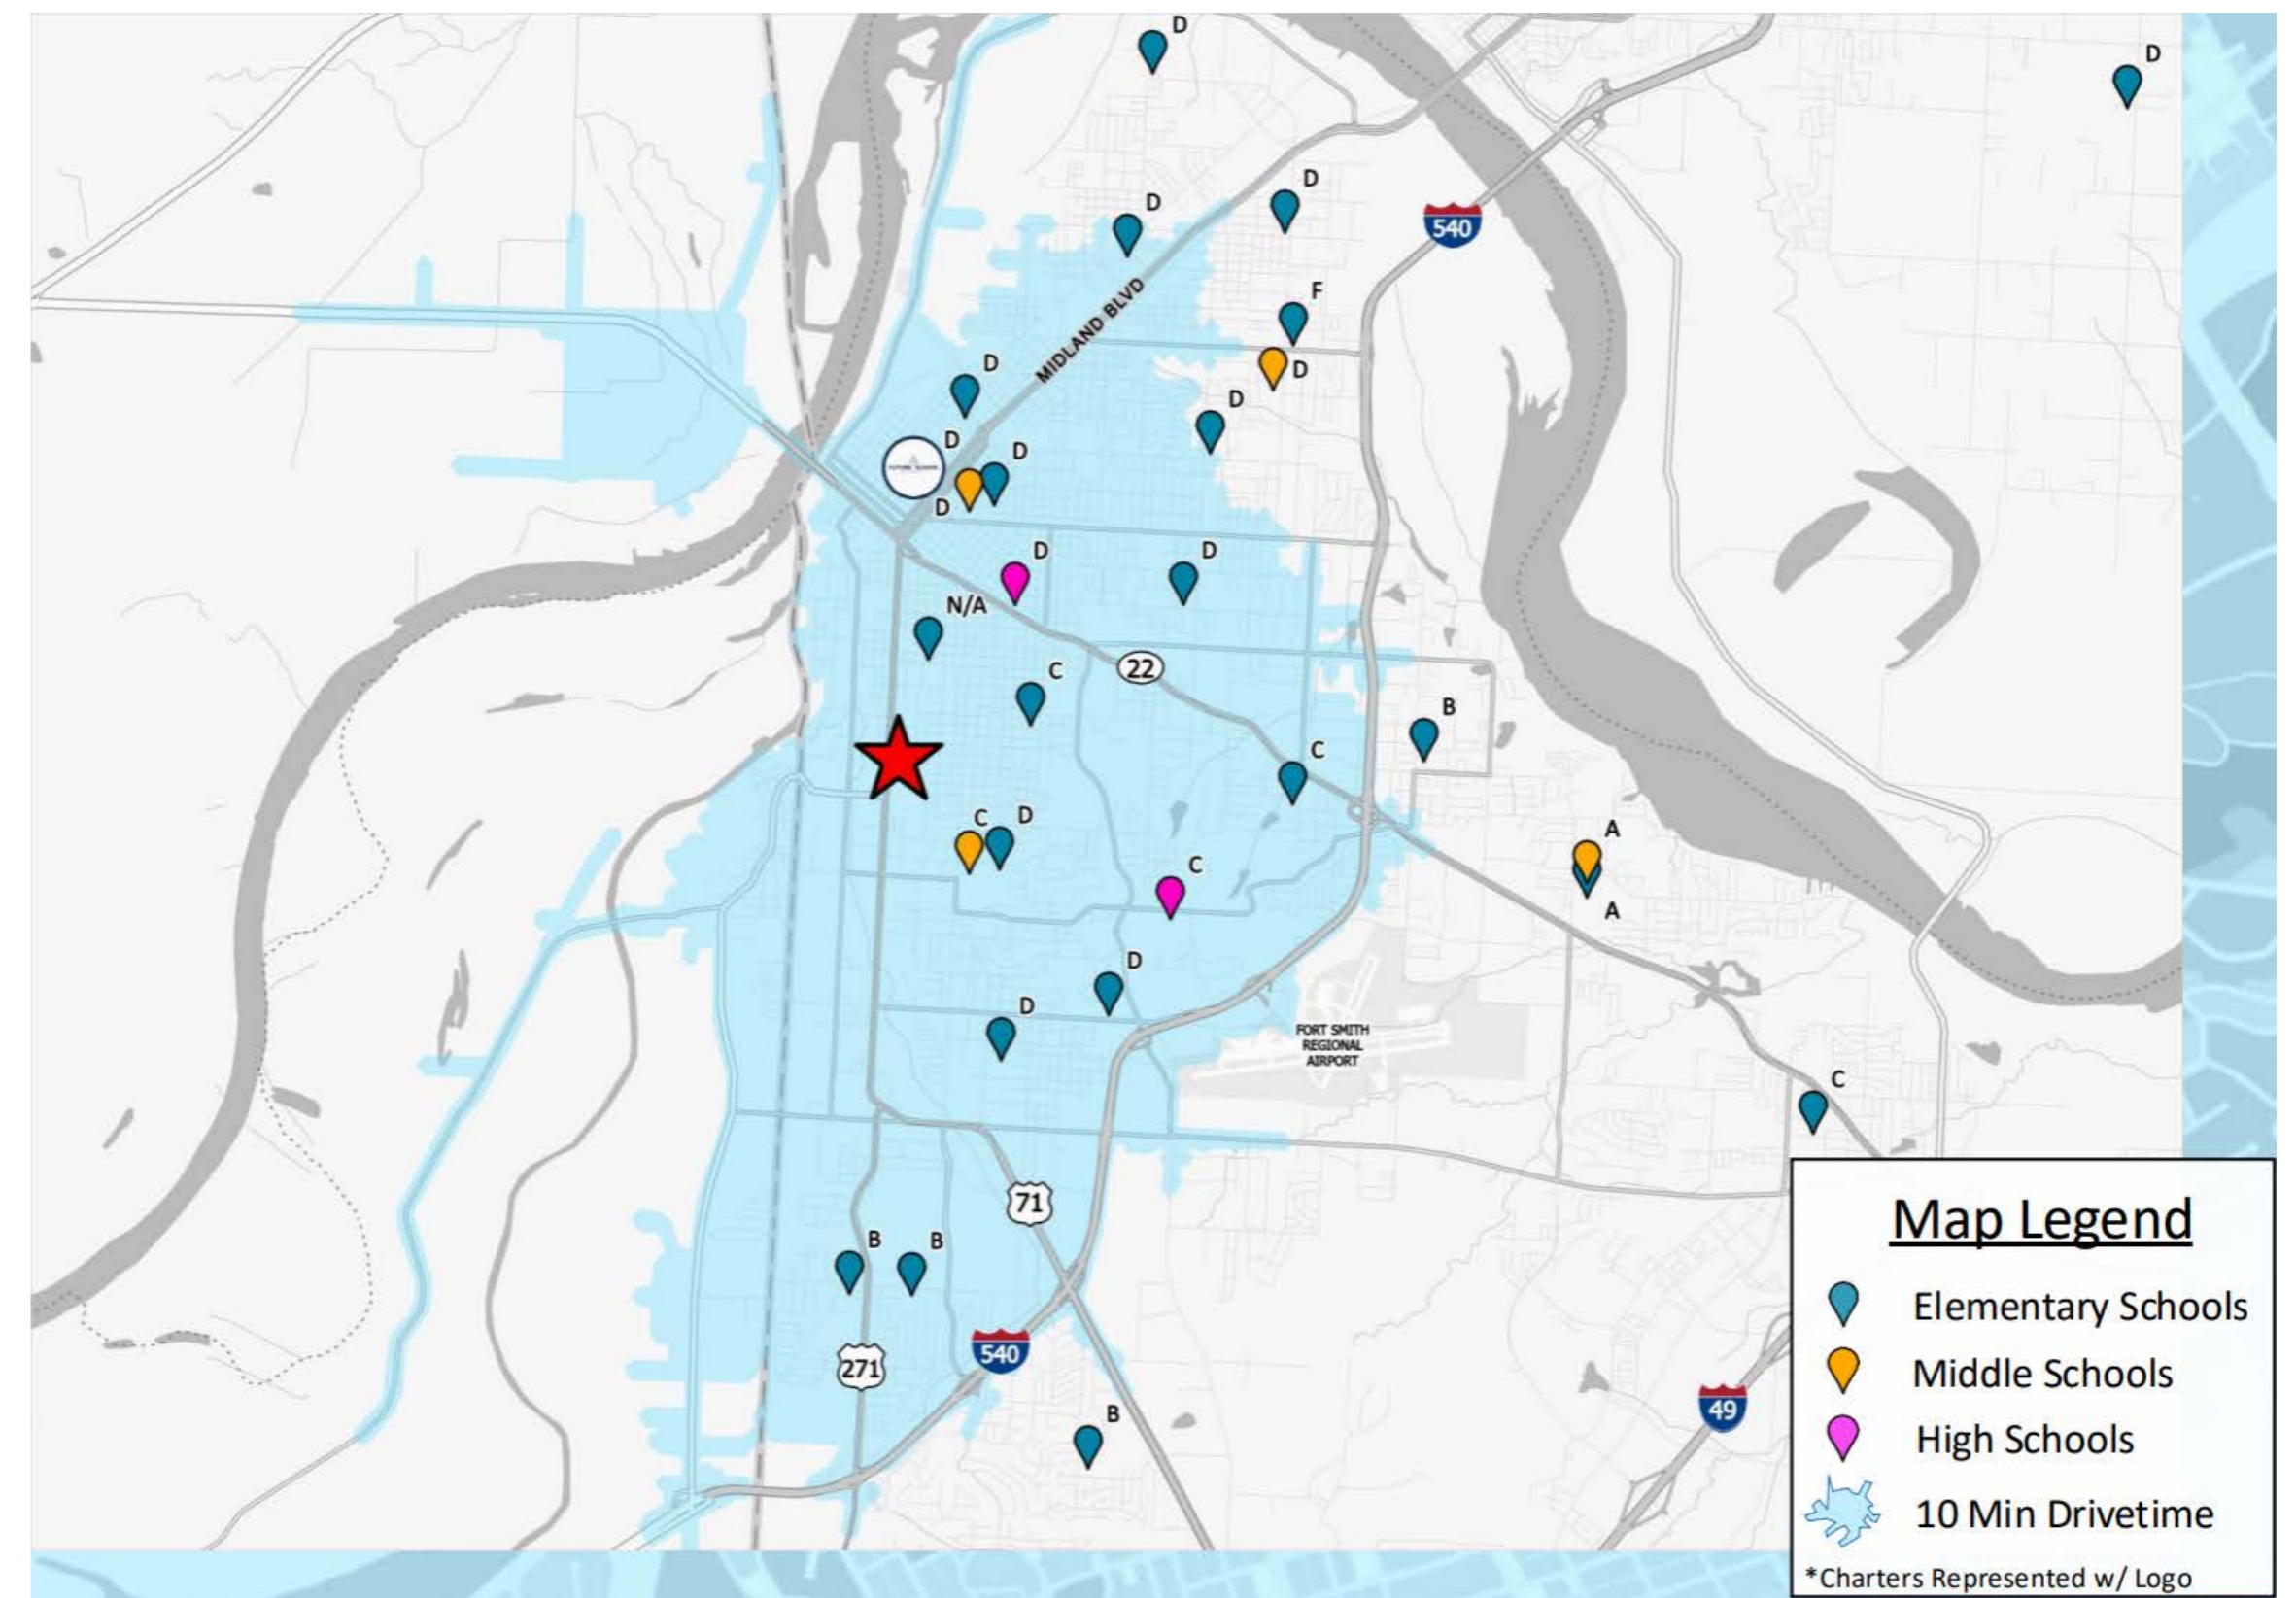 D
D
D
D
540
F
MIDLAND BLVD
D
D
D
D
D
D
D
D
N/A
22
C
B
C
C
D
A
C
A
D
D
FORT SMITH
REGIONAL
AIRPORT
C
71
B
B
540
271
49
B
Map Legend
Elementary Schools
Middle Schools
High Schools
10 Min Drivetime
*Charters Represented w/ Logo